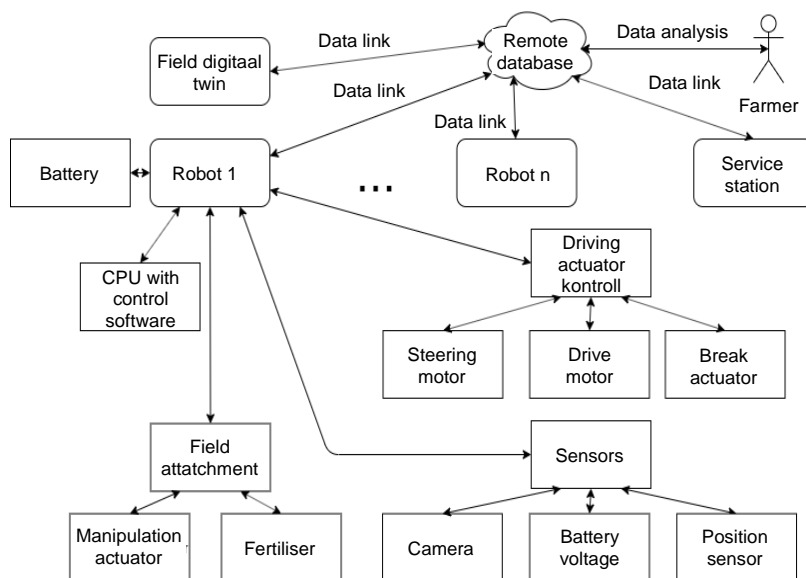 Data link
Remote
database
Data analysis
Field digitaal
twin
Data link
Data link
Farmer
Data link
Battery
Robot 1
...
Robot n
Service
station
CPU with
control
software
Driving
actuator
kontroll
Steering
motor
Drive
motor
Break
actuator
Field
attatchment
Sensors
Manipulation
actuator
Fertiliser
Camera
Battery
voltage
Position
sensor